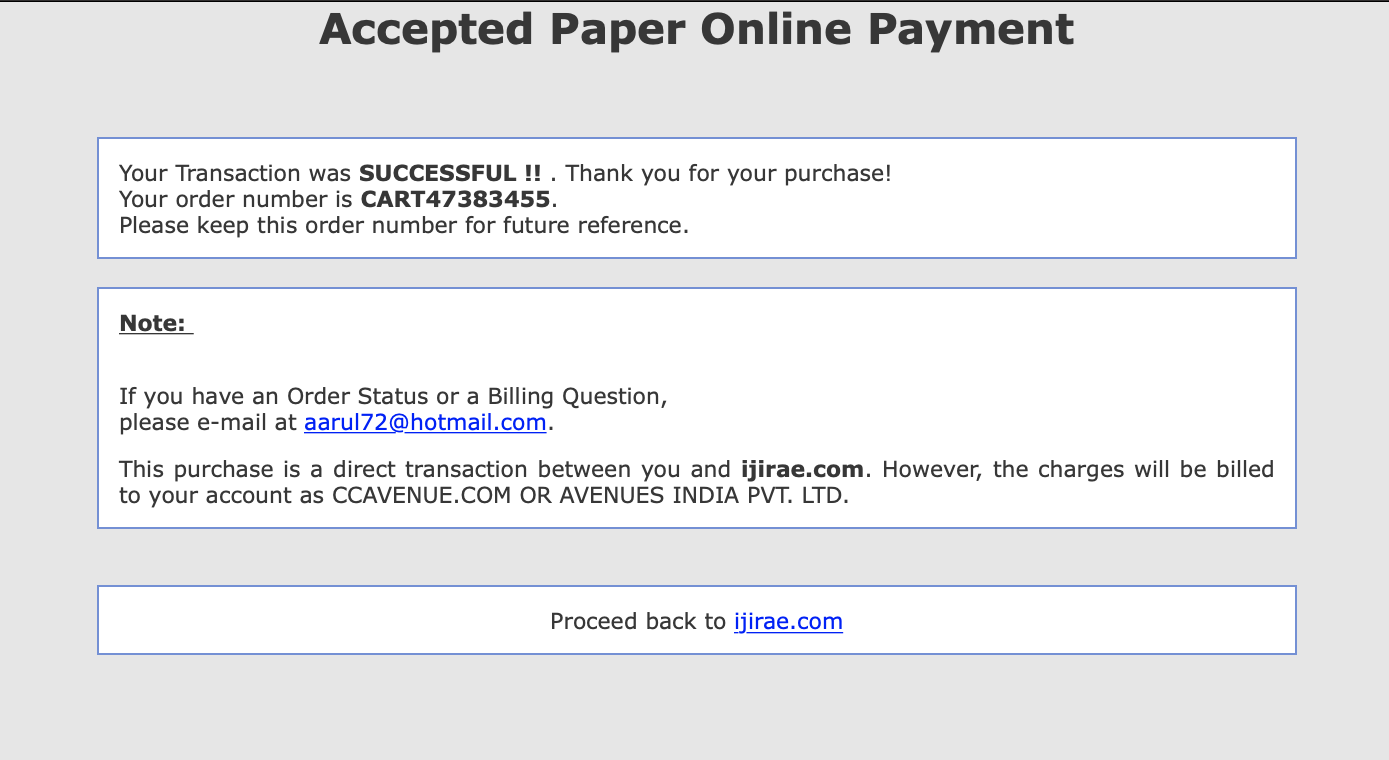 Accepted Paper Online Payment
Your Transaction was SUCCESSFUL !! . Thank you for your purchase!
Your order number is CART47383455.
Please keep this order number for future reference.
Note:
If you have an Order Status or a Billing Question,
please e-mail at aarul72@hotmail.com.
This purchase is a direct transaction between you and ijirae.com. However, the charges will be billed
to your account as CCAVENUE.COM OR AVENUES INDIA PVT. LTD.
Proceed back to ijirae.com